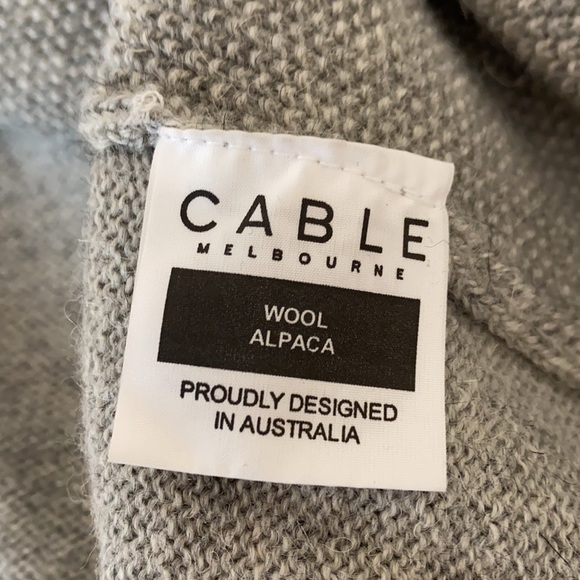 CABLE
MELBOURNE
WOOL
ALPACA
PROUDLY DESIGNED
IN AUSTRALIA